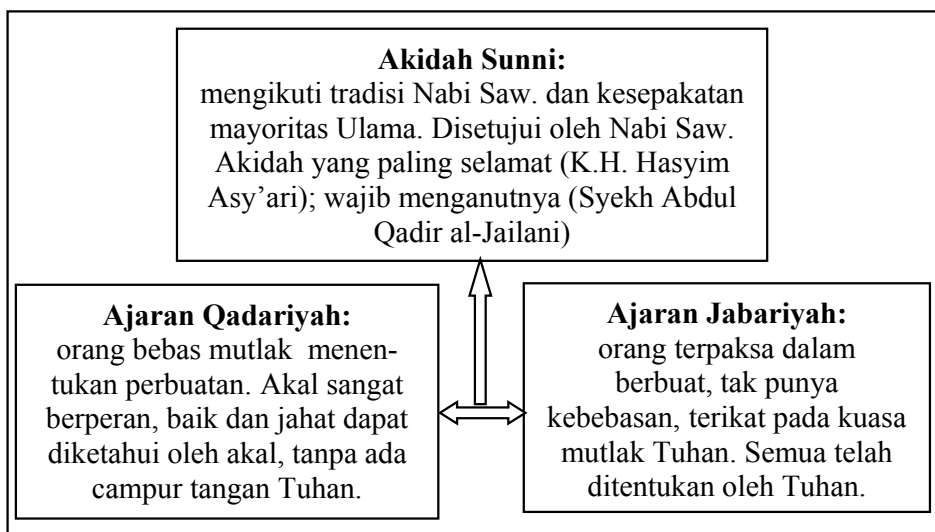 Akidah Sunni:
mengikuti tradisi Nabi Saw. dan kesepakatan
mayoritas Ulama. Disetujui oleh Nabi Saw.
Akidah yang paling selamat (K.H. Hasyim
Asy’ari); wajib menganutnya (Syekh Abdul
Qadir al-Jailani)
Ajaran Qadariyah:
orang bebas mutlak menen-
tukan perbuatan. Akal sangat
berperan, baik dan jahat dapat
diketahui oleh akal, tanpa ada
campur tangan Tuhan.
Ajaran Jabariyah:
orang terpaksa dalam
berbuat, tak punya
kebebasan, terikat pada kuasa
mutlak Tuhan. Semua telah
ditentukan oleh Tuhan.